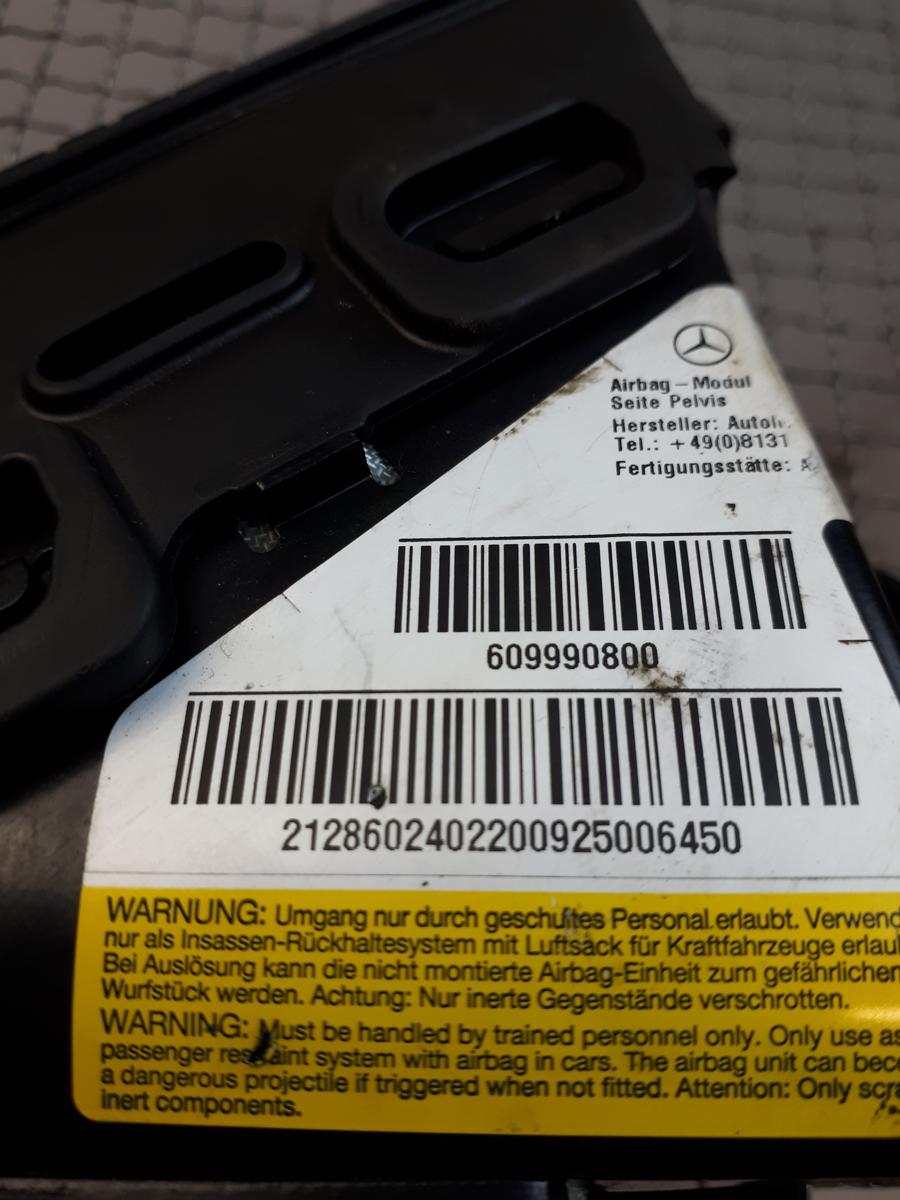 Airbag – Modul
Seite Pelvis
Hersteller:
Tel.: +49(0)8131
Fertigungsstätte:
609990800
2128602402200925006450
WARNUNG: Umgang nur durch geschultes Personal erlaubt. Verwend
nur als Insassen-Rückhaltesystem mit Luftsack für Kraftfahrzeuge erlau
Bei Auslösung kann die nicht montierte Airbag-Einheit zum gefährlichen
Wurfstück werden. Achtung: Nur inerte Gegenstände verschrotten.
WARNING: Must be handled by trained personnel only. Only use as
passenger restraint system with airbag in cars. The airbag unit can bec
a dangerous projectile if triggered when not fitted. Attention: Only scra
inert components.